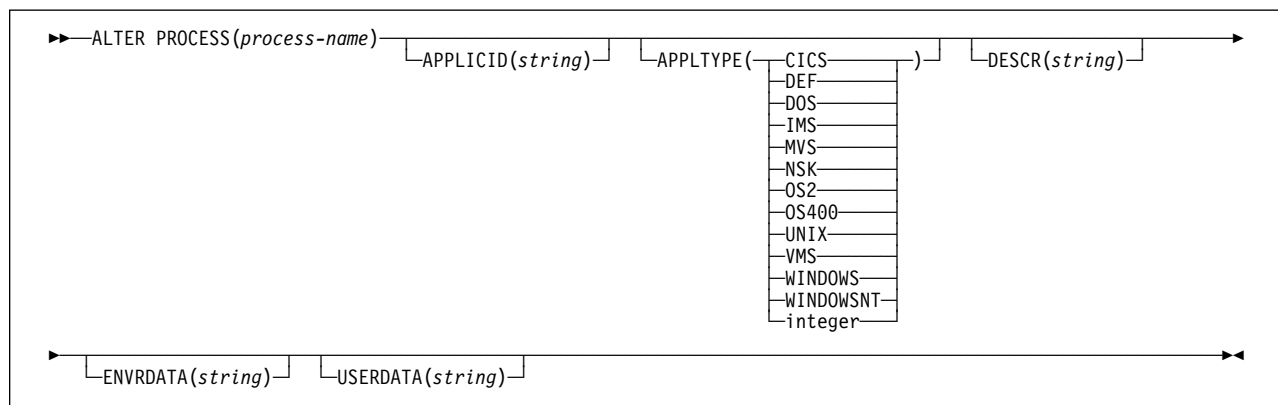 ALTER PROCESS(process-name)
APPLICID(string)
APPLTYPE( CICS )
DEF
DOS
IMS
MVS
NSK
OS2
OS400
UNIX
VMS
WINDOWS
WINDOWSNT
integer
DESCR(string)
ENVRDATA(string)
USERDATA(string)